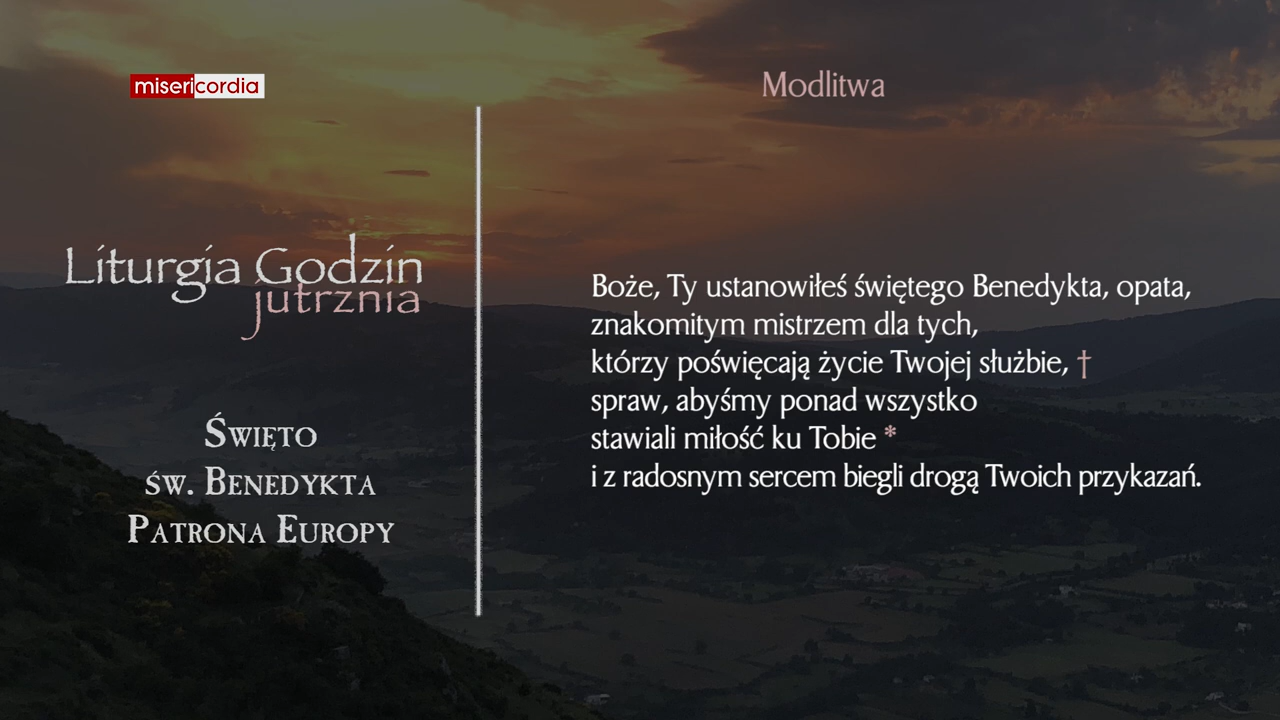 misericordia
Liturgia Godzin
jutrznia
Święto
św. Benedykta
Patrona Europy
Modlitwa
Boże, Ty ustanowiłeś świętego Benedykta, opata,
znakomitym mistrzem dla tych,
którzy poświęcają życie Twojej służbie, †
spraw, abyśmy ponad wszystko
stawiali miłość ku Tobie *
i z radosnym sercem biegli drogą Twoich przykazań.